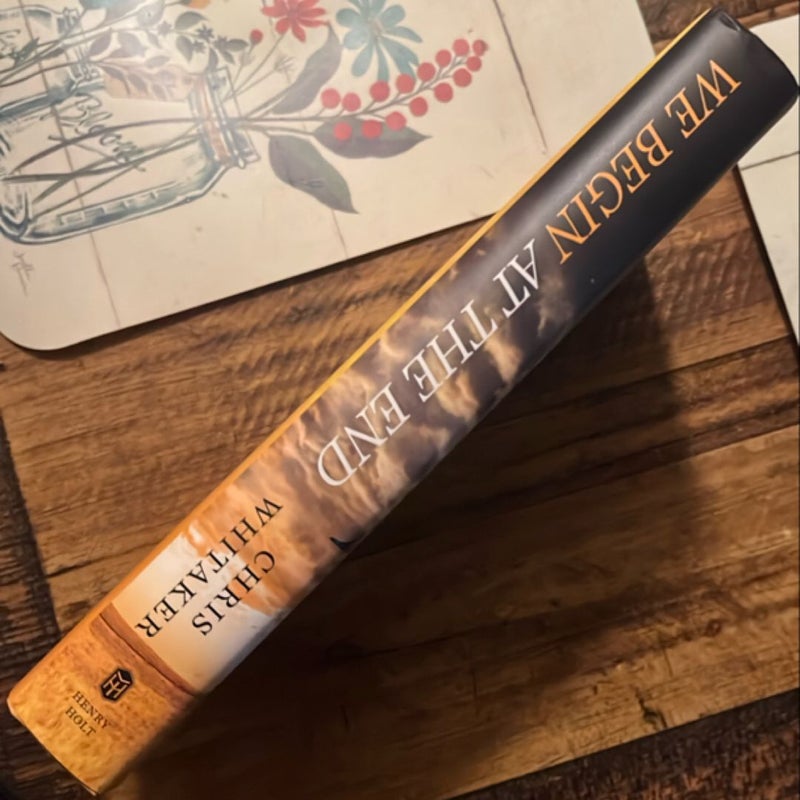 WE BEGIN AT THE END
CHRIS
WHITAKER
HENRY
HOLT